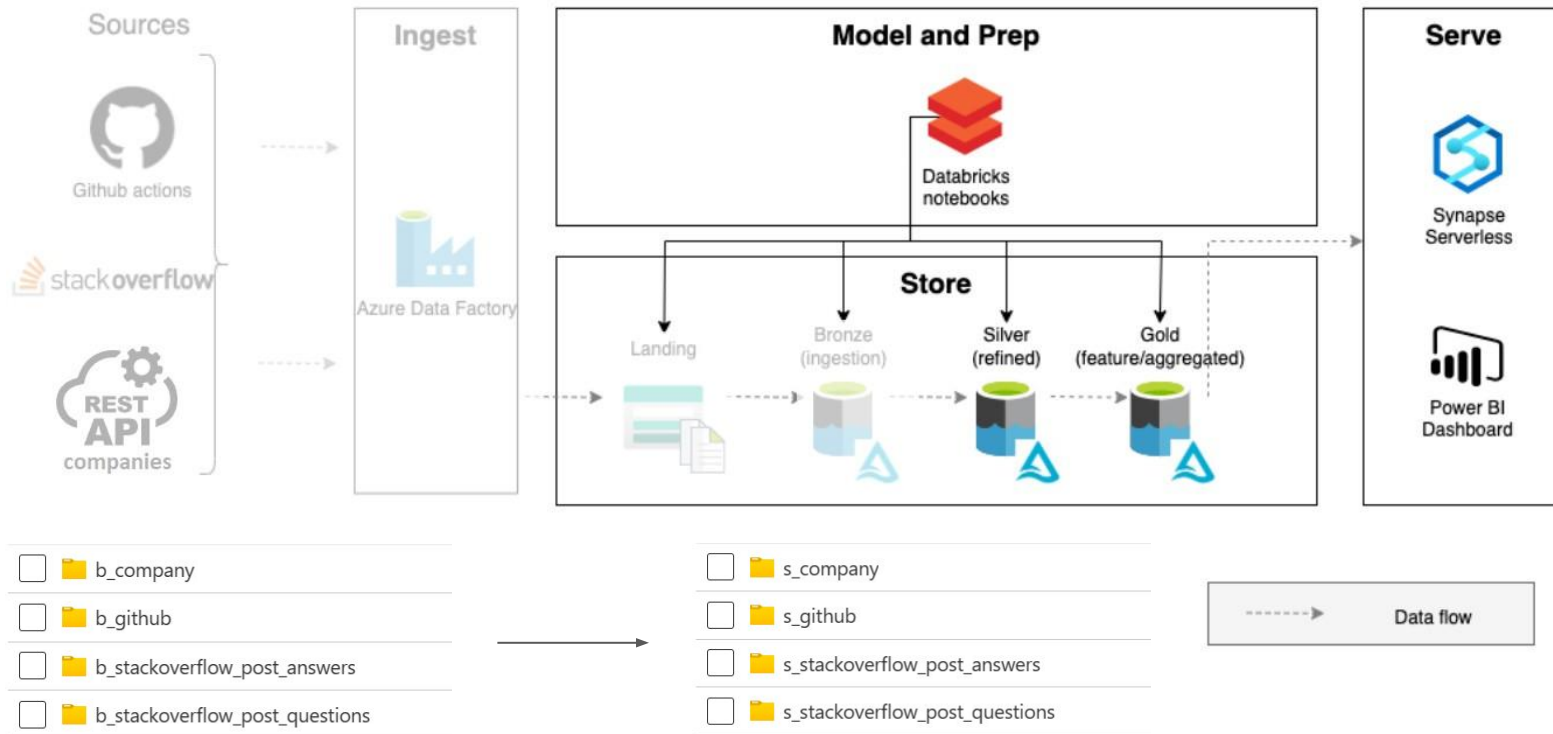 Sources
Github actions
stackoverflow
REST
API
companies
Ingest
Azure Data Factory
Model and Prep
Databricks
notebooks
Store
Landing
Bronze
(ingestion)
Silver
(refined)
Gold
(feature/aggregated)
Serve
Synapse
Serverless
Power BI
Dashboard
b_company
b_github
b_stackoverflow_post_answers
b_stackoverflow_post_questions
s_company
s_github
s_stackoverflow_post_answers
s_stackoverflow_post_questions
Data flow